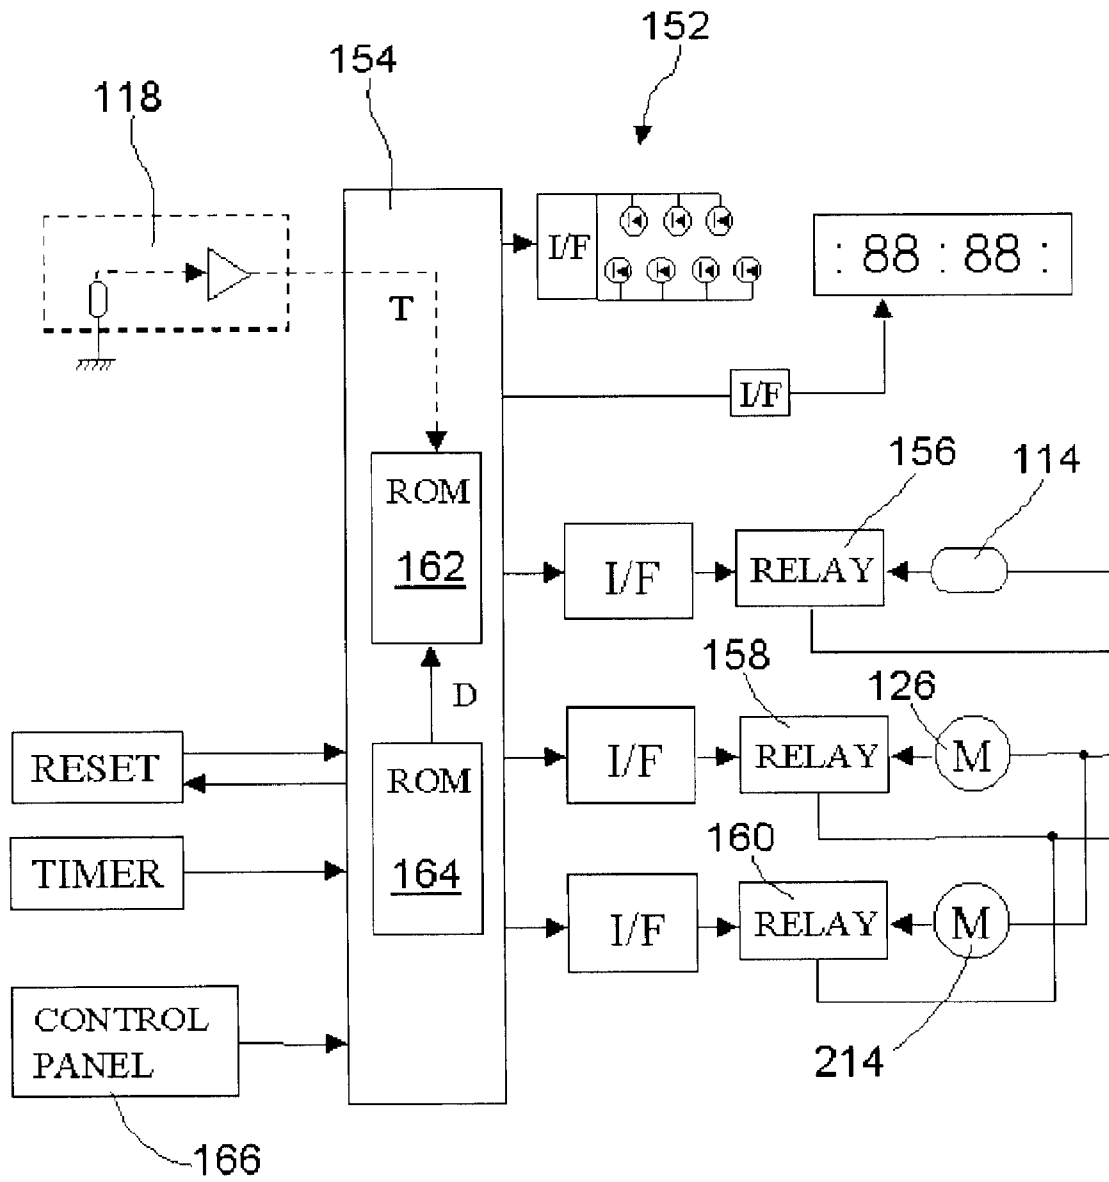 152
154
118
I/F
: 88 : 88 :
T
I/F
156
114
ROM
162
I/F
RELAY
158
126
D
RESET
ROM
I/F
RELAY
M
160
TIMER
164
I/F
RELAY
M
CONTROL
PANEL
214
166